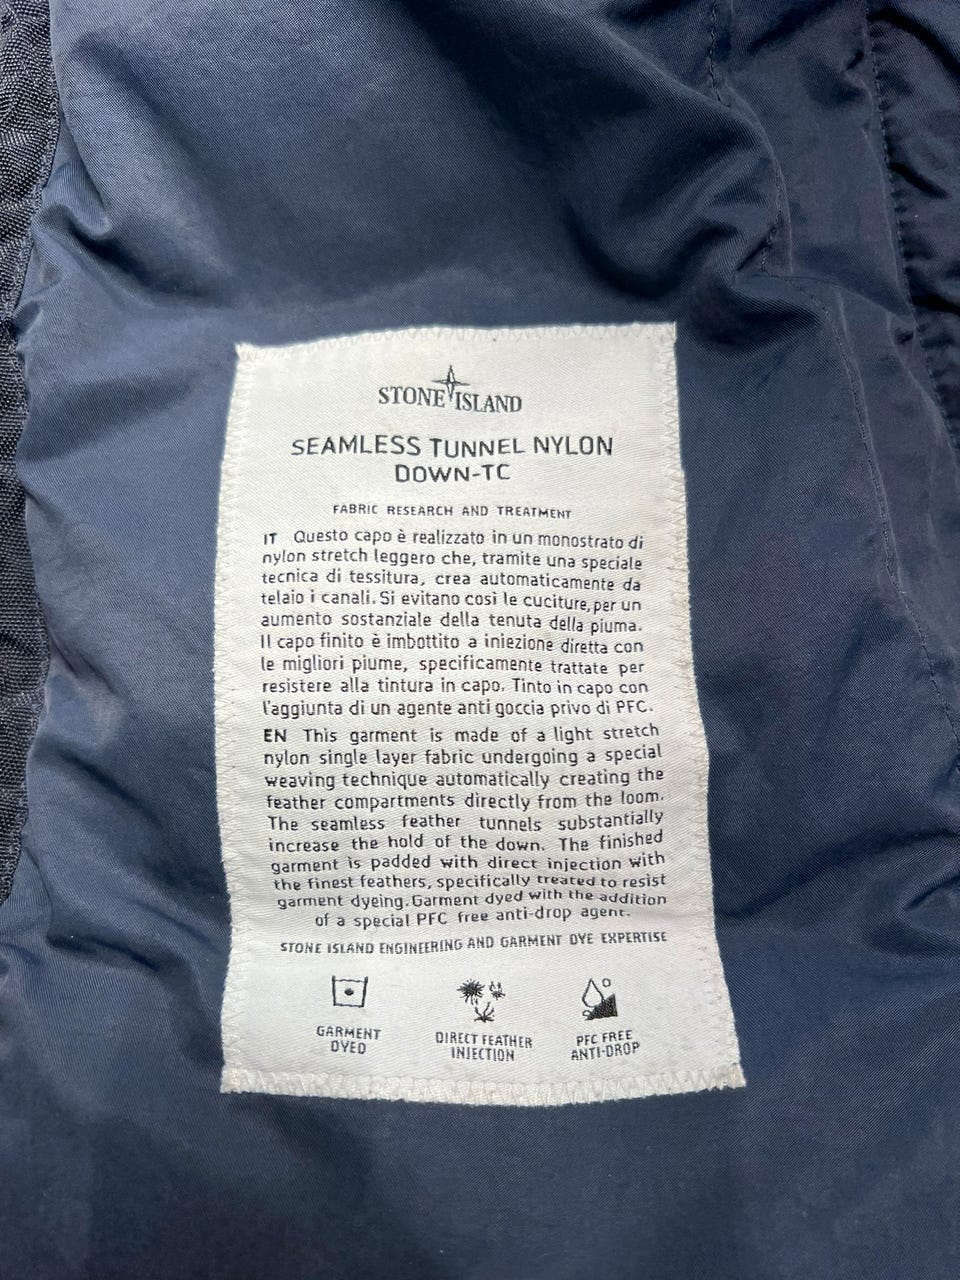 STONE ISLAND
SEAMLESS TUNNEL NYLON
DOWN-TC
FABRIC RESEARCH AND TREATMENT
IT Questo capo è realizzato in un monostrato di
nylon stretch leggero che, tramite una speciale
tecnica di tessitura, crea automaticamente da
telaio i canali. Si evitano così le cuciture, per un
aumento sostanziale della tenuta della piuma.
Il capo finito è imbottito a iniezione diretta con
le migliori piume, specificamente trattate per
resistere alla tintura in capo. Tinto in capo con
l'aggiunta di un agente anti goccia privo di PFC.
EN This garment is made of a light stretch
nylon single layer fabric undergoing a special
weaving technique automatically creating the
feather compartments directly from the loom.
The seamless feather tunnels substantially
increase the hold of the down. The finished
garment is padded with direct injection with
the finest feathers, specifically treated to resist
garment dyeing. Garment dyed with the addition
of a special PFC free anti-drop agent.
STONE ISLAND ENGINEERING AND GARMENT DYE EXPERTISE
GARMENT
DYED
DIRECT FEATHER
INJECTION
PFC FREE
ANTI-DROP